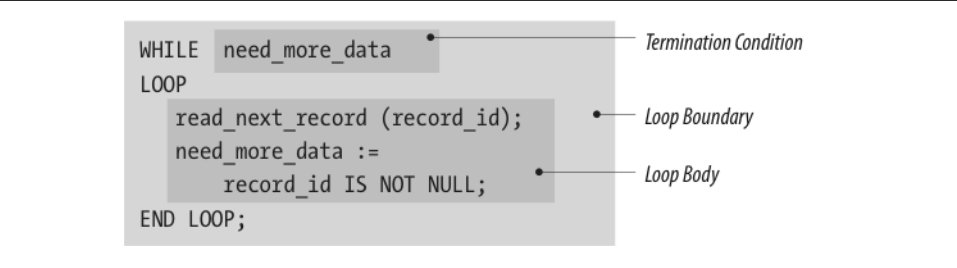 WHILE need_more_data
Termination Condition
LOOP
read_next_record (record_id);
Loop Boundary
need_more_data :=
Loop Body
record_id IS NOT NULL;
END LOOP;